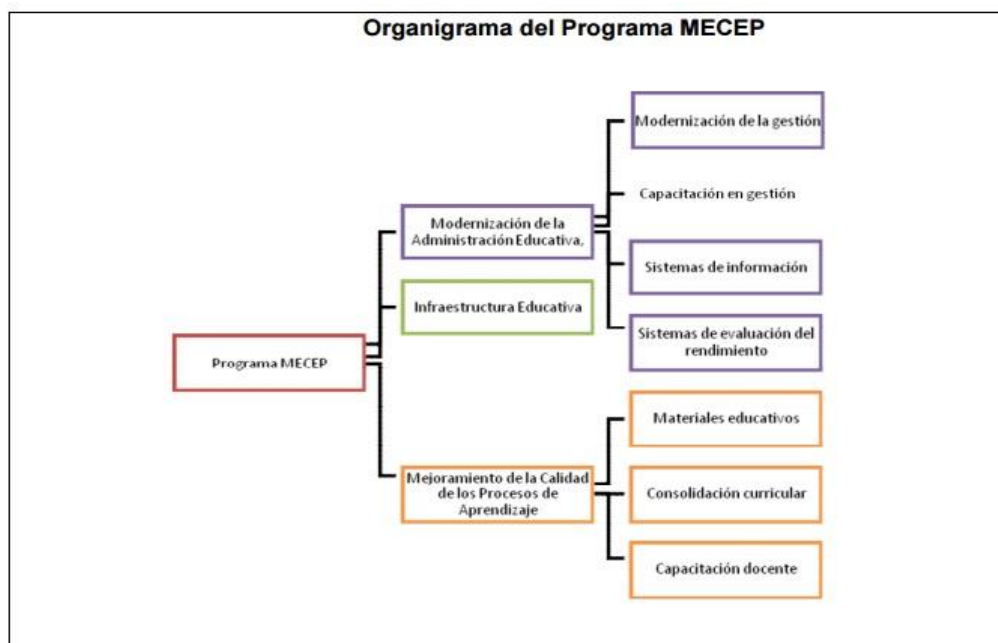 Organigrama del Programa MECEP
Modernización de la gestión
Capacitación en gestión
Modernización de la
Administración Educativa,
Sistemas de información
Infraestructura Educativa
Sistemas de evaluación del
rendimiento
Programa MECEP
Materiales educativos
Mejoramiento de la Calidad
de los Procesos de
Aprendizaje
Consolidación curricular
Capacitación docente